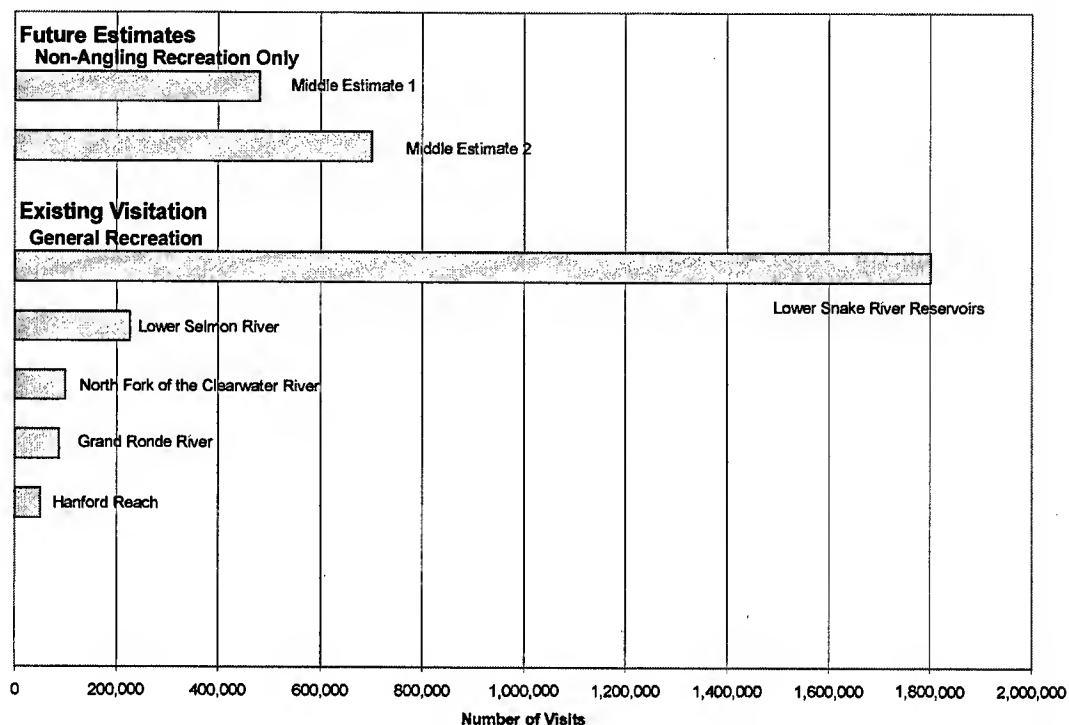 Future Estimates
Non-Angling Recreation Only
Middle Estimate 1
Middle Estimate 2
Existing Visitation
General Recreation
Lower Snake River Reservoirs
Lower Selmon River
North Fork of the Clearwater River
Grand Ronde River
Hanford Reach
0 200,000 400,000 600,000 800,000 1,000,000 1,200,000 1,400,000 1,600,000 1,800,000 2,000,000
Number of Visits